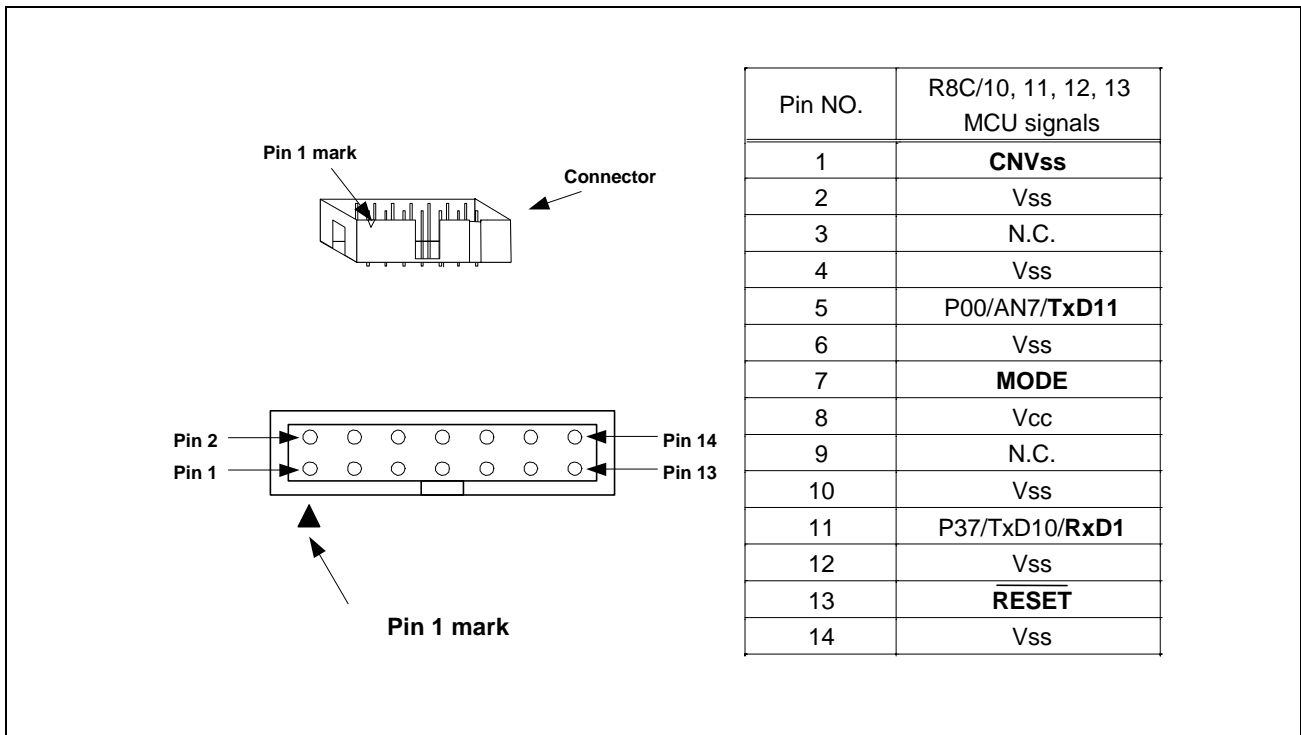 Pin 1 mark
Connector
Pin 2
Pin 14
Pin 1
Pin 13
Pin 1 mark
Pin NO. R8C/10, 11, 12, 13
MCU signals
1 CNVss
2 Vss
3 N.C.
4 Vss
5 P00/AN7/TxD11
6 Vss
7 MODE
8 Vcc
9 N.C.
10 Vss
11 P37/TxD10/RxD1
12 Vss
13 RESET
14 Vss